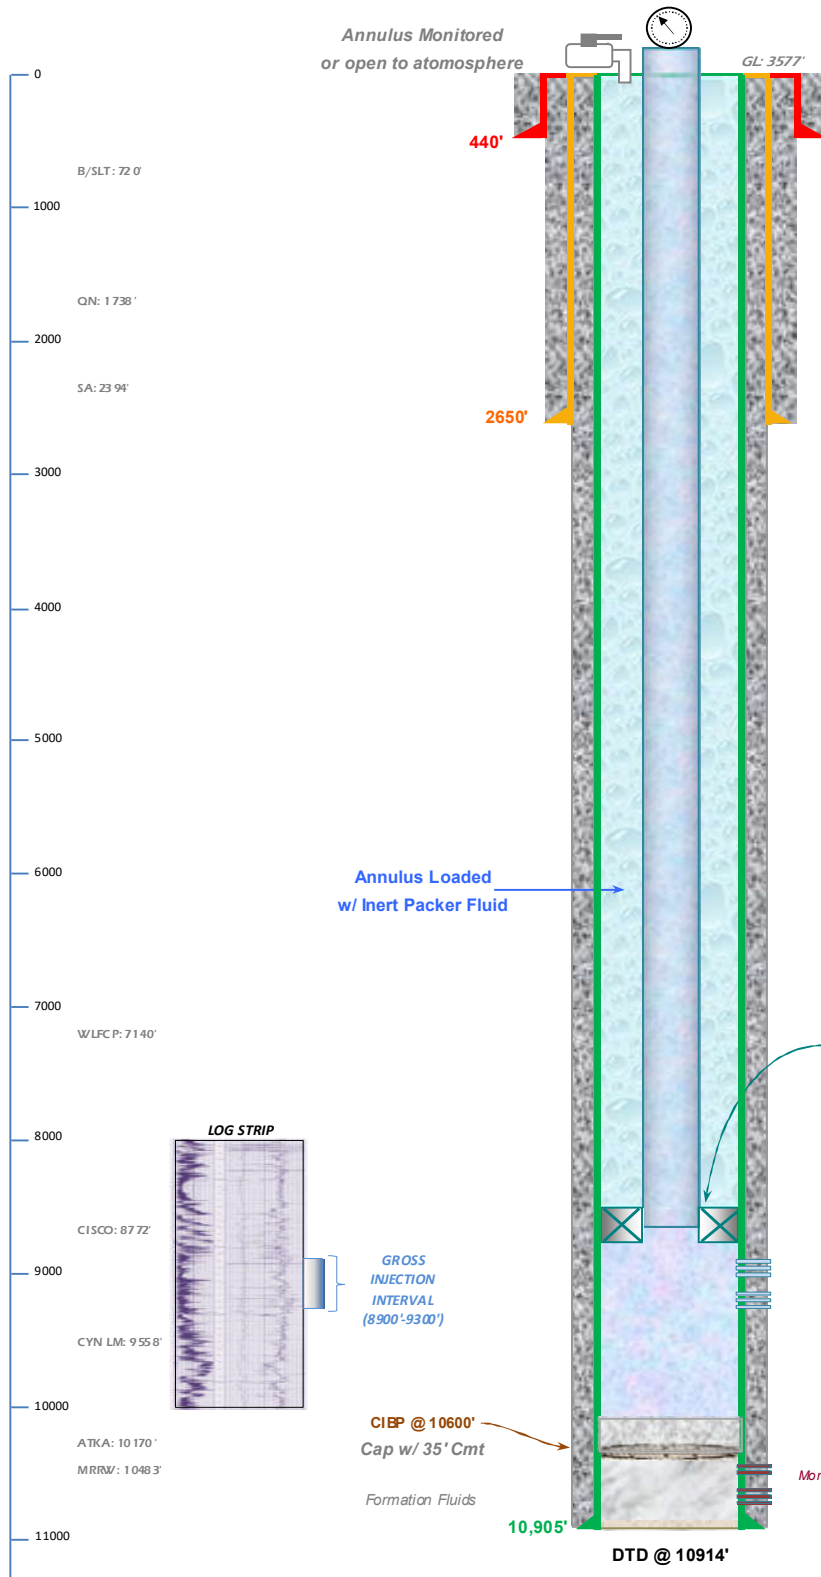 Annulus Monitored
or open to atomosphere
GL: 3577'
0
440'
B/SLT: 720'
1000
QN: 1738'
2000
SA: 2394'
2650'
3000
4000
5000
6000
Annulus Loaded
w/ Inert Packer Fluid
7000
WLFCP: 7140'
8000
LOG STRIP
CISCO: 8772'
9000
GROSS
INJECTION
INTERVAL
(8900'-9300')
CYN LM: 9558'
10000
CIBP @ 10600'
Cap w/ 35' Cmt
ATKA: 10170'
MRRW: 10483'
Mor
Formation Fluids
10,905'
11000
DTD @ 10914'